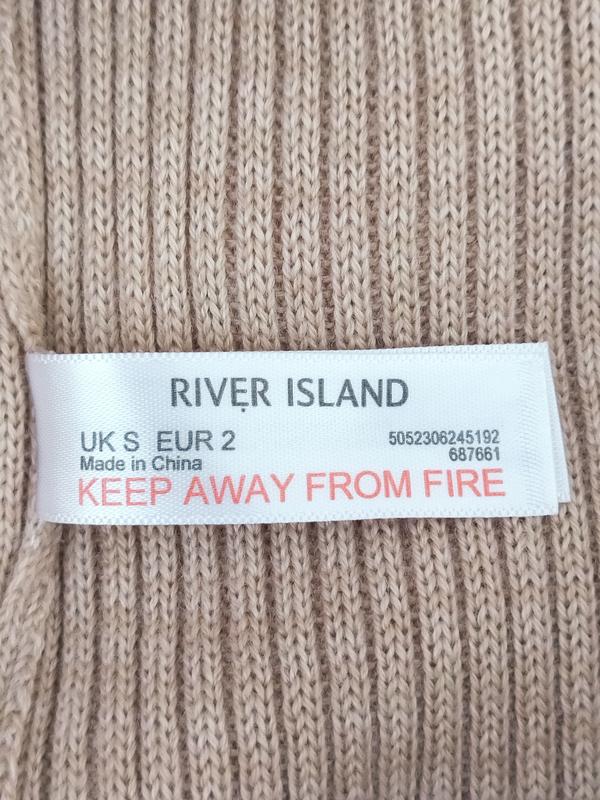 RIVER ISLAND
UK S EUR 2
5052306245192
Made in China
687661
KEEP AWAY FROM FIRE